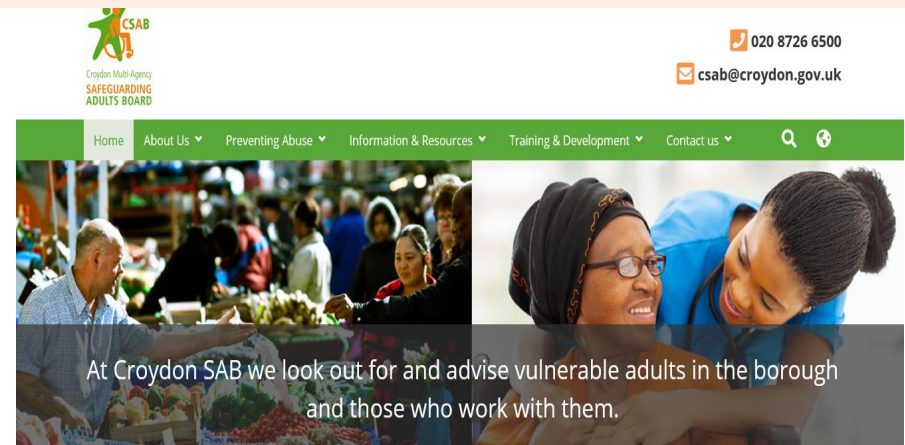 CSAB
Croydon Multi-Agency
SAFEGUARDING
ADULTS BOARD
020 8726 6500
csab@croydon.gov.uk
Home About Us Preventing Abuse Information & Resources Training & Development Contact us
At Croydon SAB we look out for and advise vulnerable adults in the borough
and those who work with them.